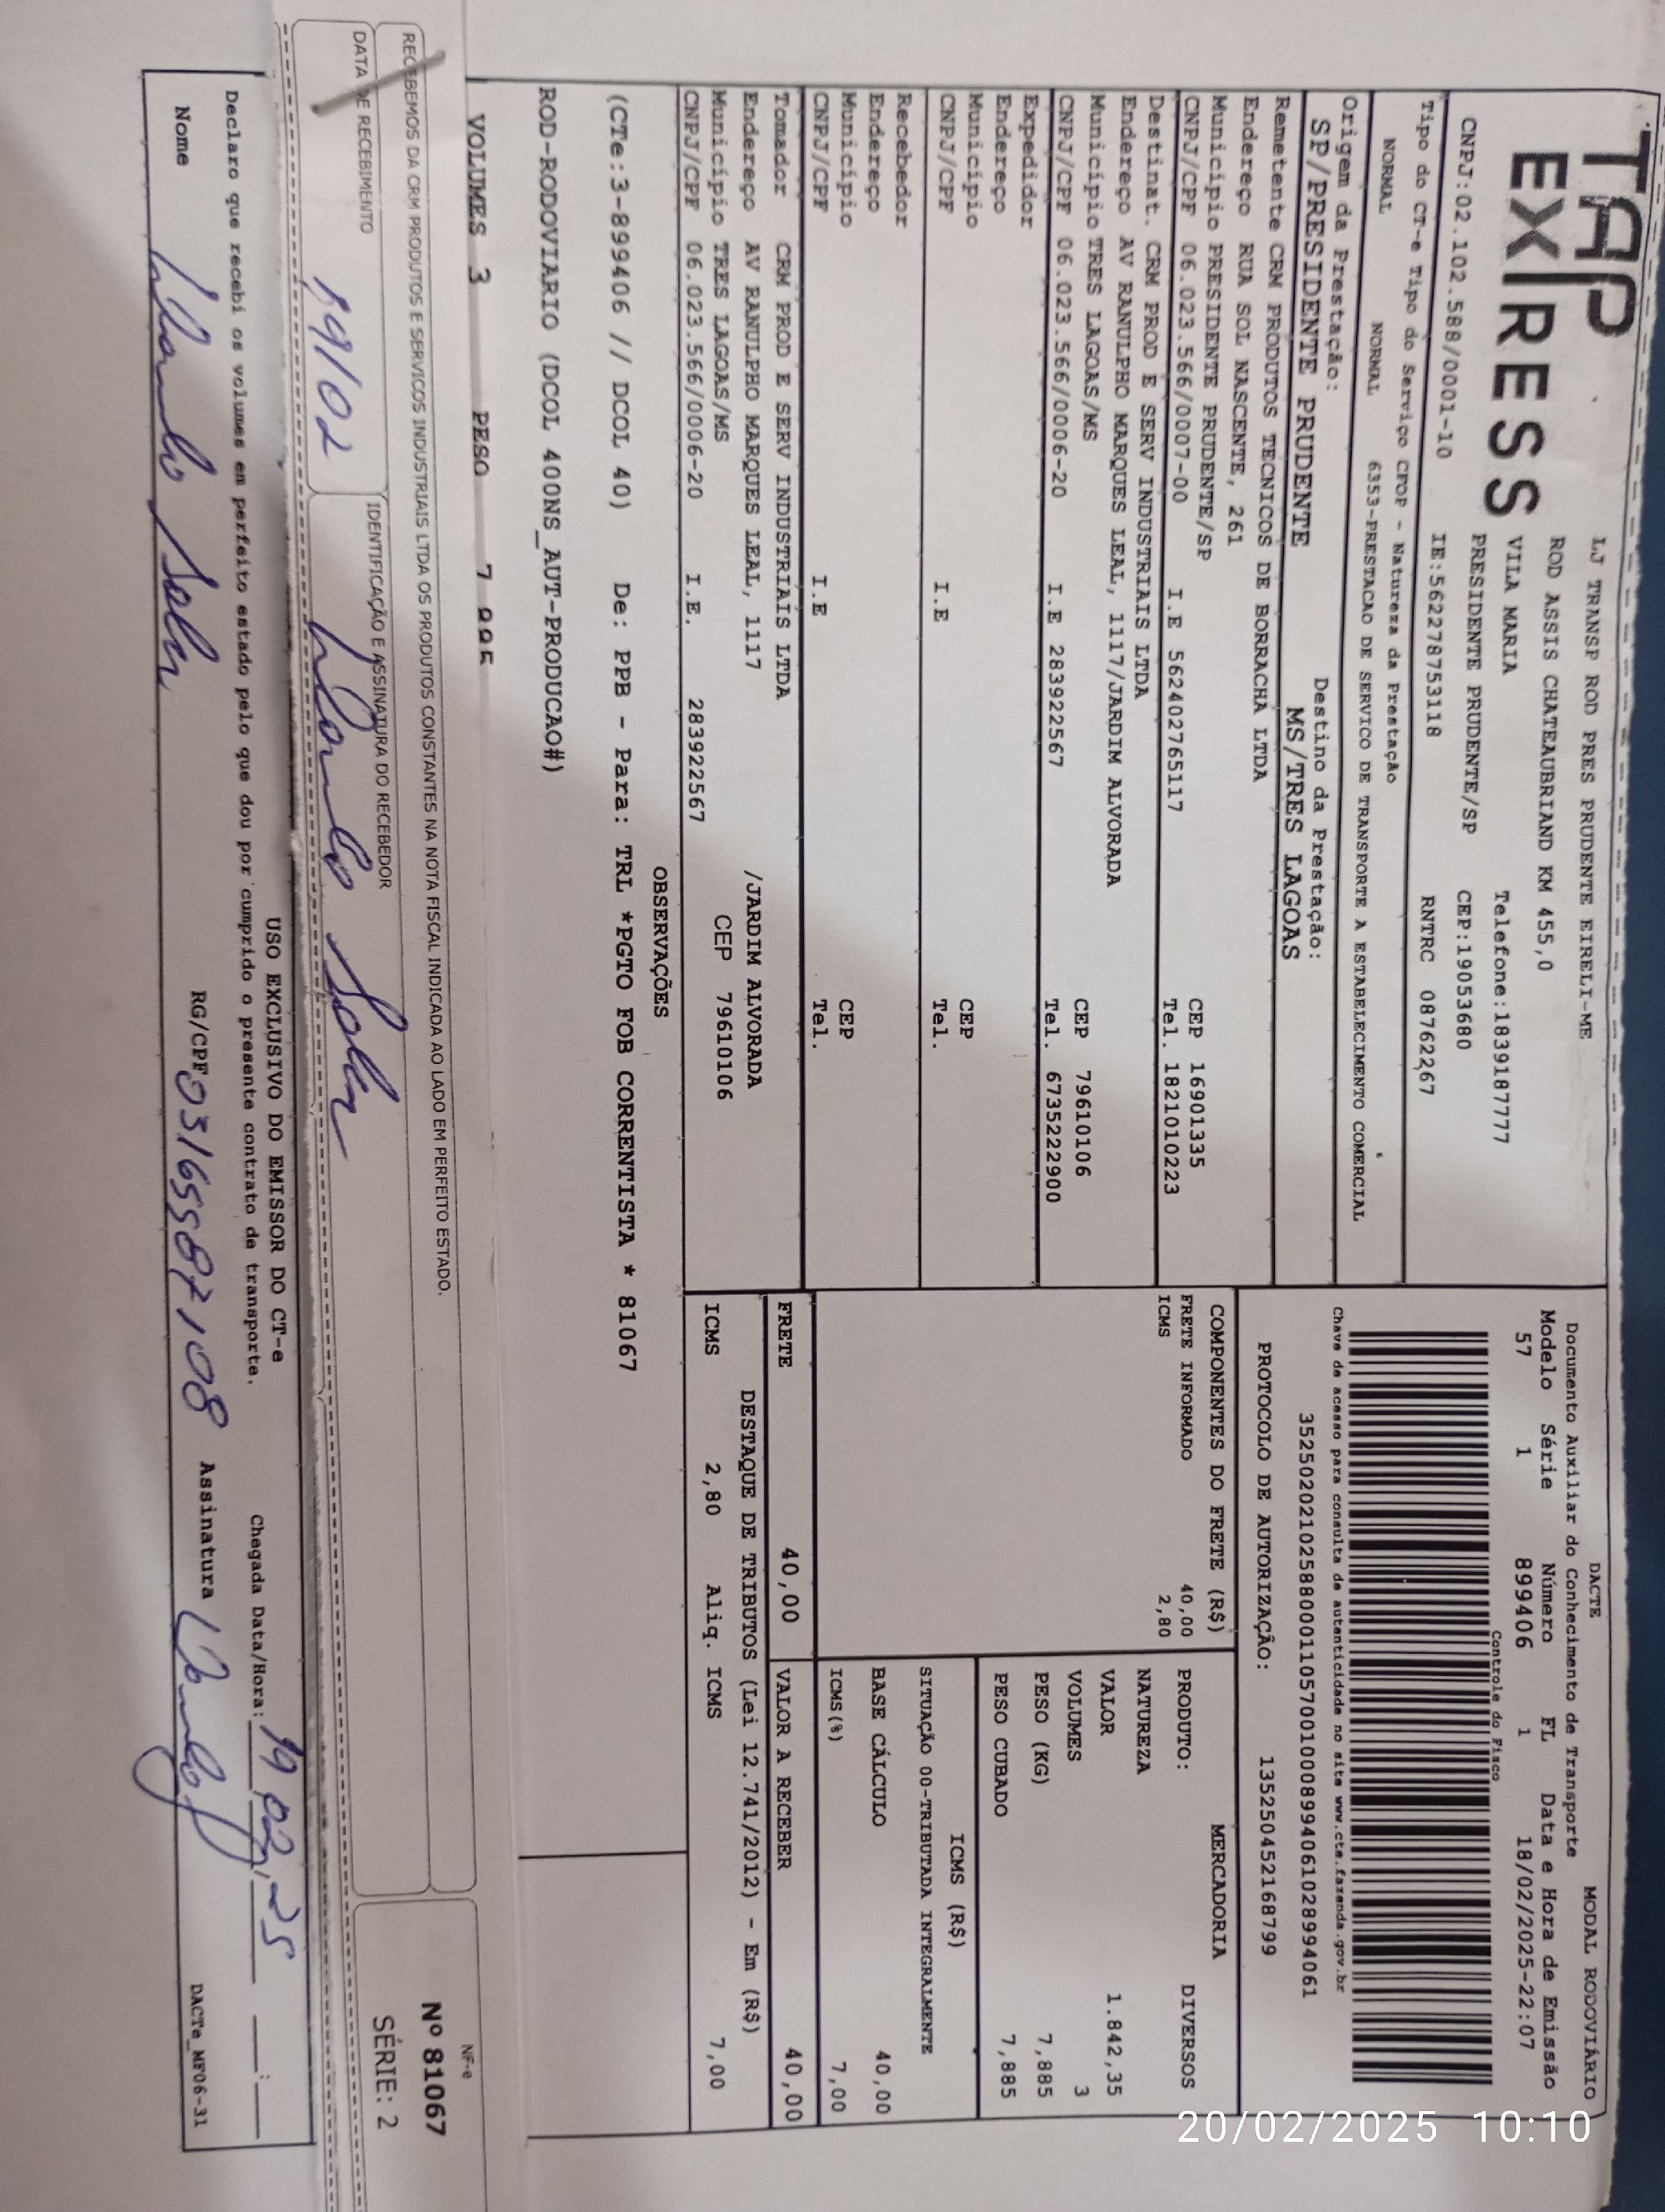 TAP
EXPRESS
LJ TRANSP ROD PRES PRUDENTE EIRELI-ME
ROD ASSIS CHATEAUBRIAND KM 455,0
VILA MARIA Telefone:1839187777
PRESIDENTE PRUDENTE/SP CEP:19053680
CNPJ:02.102.588/0001-10 IE:562278753118 RNTRC 08762267
Tipo do CT-e Tipo do Serviço CFOP - Natureza da Prestação
NORMAL NORMAL 6353-PRESTACAO DE SERVICO DE TRANSPORTE A ESTABELECIMENTO COMERCIAL
Origem da Prestação: Destino da Prestação:
SP/PRESIDENTE PRUDENTE MS/TRES LAGOAS
DACTE MODAL RODOVIÁRIO
Documento Auxiliar do Conhecimento de Transporte
Modelo Série Número FL Data e Hora de Emissão
57 1 899406 1 18/02/2025-22:07
Controle do Fisco
Chave de acesso para consulta de autenticidade no site www.cte.fazenda.gov.br
35250202102588000110570010008994061028994061
PROTOCOLO DE AUTORIZAÇÃO: 135250452168799
Remetente CRM PRODUTOS TECNICOS DE BORRACHA LTDA
Endereço RUA SOL NASCENTE, 261
Município PRESIDENTE PRUDENTE/SP CEP 16901335
CNPJ/CPF 06.023.566/0007-00 I.E 562402765117 Tel. 1821010223
Destinat. CRM PROD E SERV INDUSTRIAIS LTDA
Endereço AV RANULPHO MARQUES LEAL, 1117/JARDIM ALVORADA
Município TRES LAGOAS/MS CEP 79610106
CNPJ/CPF 06.023.566/0006-20 I.E 283922567 Tel. 6735222900
Expedidor
Endereço
Município CEP
CNPJ/CPF I.E Tel.
Recebedor
Endereço
Município CEP
CNPJ/CPF I.E Tel.
Tomador CRM PROD E SERV INDUSTRIAIS LTDA
Endereço AV RANULPHO MARQUES LEAL, 1117 /JARDIM ALVORADA
Município TRES LAGOAS/MS CEP 79610106
CNPJ/CPF 06.023.566/0006-20 I.E. 283922567
COMPONENTES DO FRETE (R$)
FRETE INFORMADO 40,00
ICMS 2,80
MERCADORIA
PRODUTO: DIVERSOS
NATUREZA
VALOR 1.842,35
VOLUMES 3
PESO (KG) 7,885
PESO CUBADO 7,885
ICMS (R$)
SITUAÇÃO 00-TRIBUTADA INTEGRALMENTE
BASE CÁLCULO 40,00
ICMS(%) 7,00
FRETE 40,00 VALOR A RECEBER 40,00
DESTAQUE DE TRIBUTOS (Lei 12.741/2012) - Em (R$)
ICMS 2,80 Aliq. ICMS 7,00
OBSERVAÇÕES
(CTe:3-899406 // DCOL 40) De: PPB - Para: TRL *PGTO FOB CORRENTISTA * 81067
ROD-RODOVIARIO (DCOL 400NS_AUT-PRODUCAO#)
VOLUMES 3 PESO 7 885
RECEBEMOS DA CRM PRODUTOS E SERVICOS INDUSTRIAIS LTDA OS PRODUTOS CONSTANTES NA NOTA FISCAL INDICADA AO LADO EM PERFEITO ESTADO.
DATA DE RECEBIMENTO IDENTIFICAÇÃO E ASSINATURA DO RECEBEDOR
19/02
NF-e
Nº 81067
SÉRIE: 2
USO EXCLUSIVO DO EMISSOR DO CT-e
Declaro que recebi os volumes em perfeito estado pelo que dou por cumprido o presente contrato de transporte. Chegada Data/Hora: 19 02, 25 __:__
Nome RG/CPF 03165587108 Assinatura
DACTe_MF06-31
20/02/2025 10:10